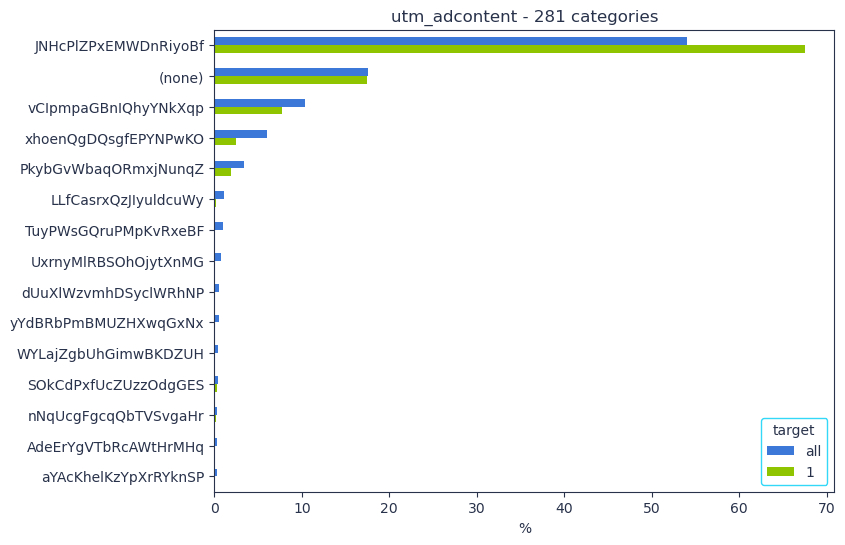 utm_adcontent - 281 categories
JNHcPlZPxEMWDnRiyoBf
(none)
vCIpmpaGBnIQhyYNkXqp
xhoenQgDQsgfEPYNPwKO
PkybGvWbaqORmxjNunqZ
LLfCasrxQzJIyuldcuWy
TuyPWsGQruPMpKvRxeBF
UxrnyMlRBSOhOjytXnMG
dUuXlWzvmhDSyclWRhNP
yYdBRbPmBMUZHXwqGxNx
WYLajZgbUhGimwBKDZUH
SOkCdPxfUcZUzzOdgGES
nNqUcgFgcqQbTVSvgaHr
AdeErYgVTbRcAWtHrMHq
aYAcKhelKzYpXrRYknSP
target
all
1
0 10 20 30 40 50 60 70
%